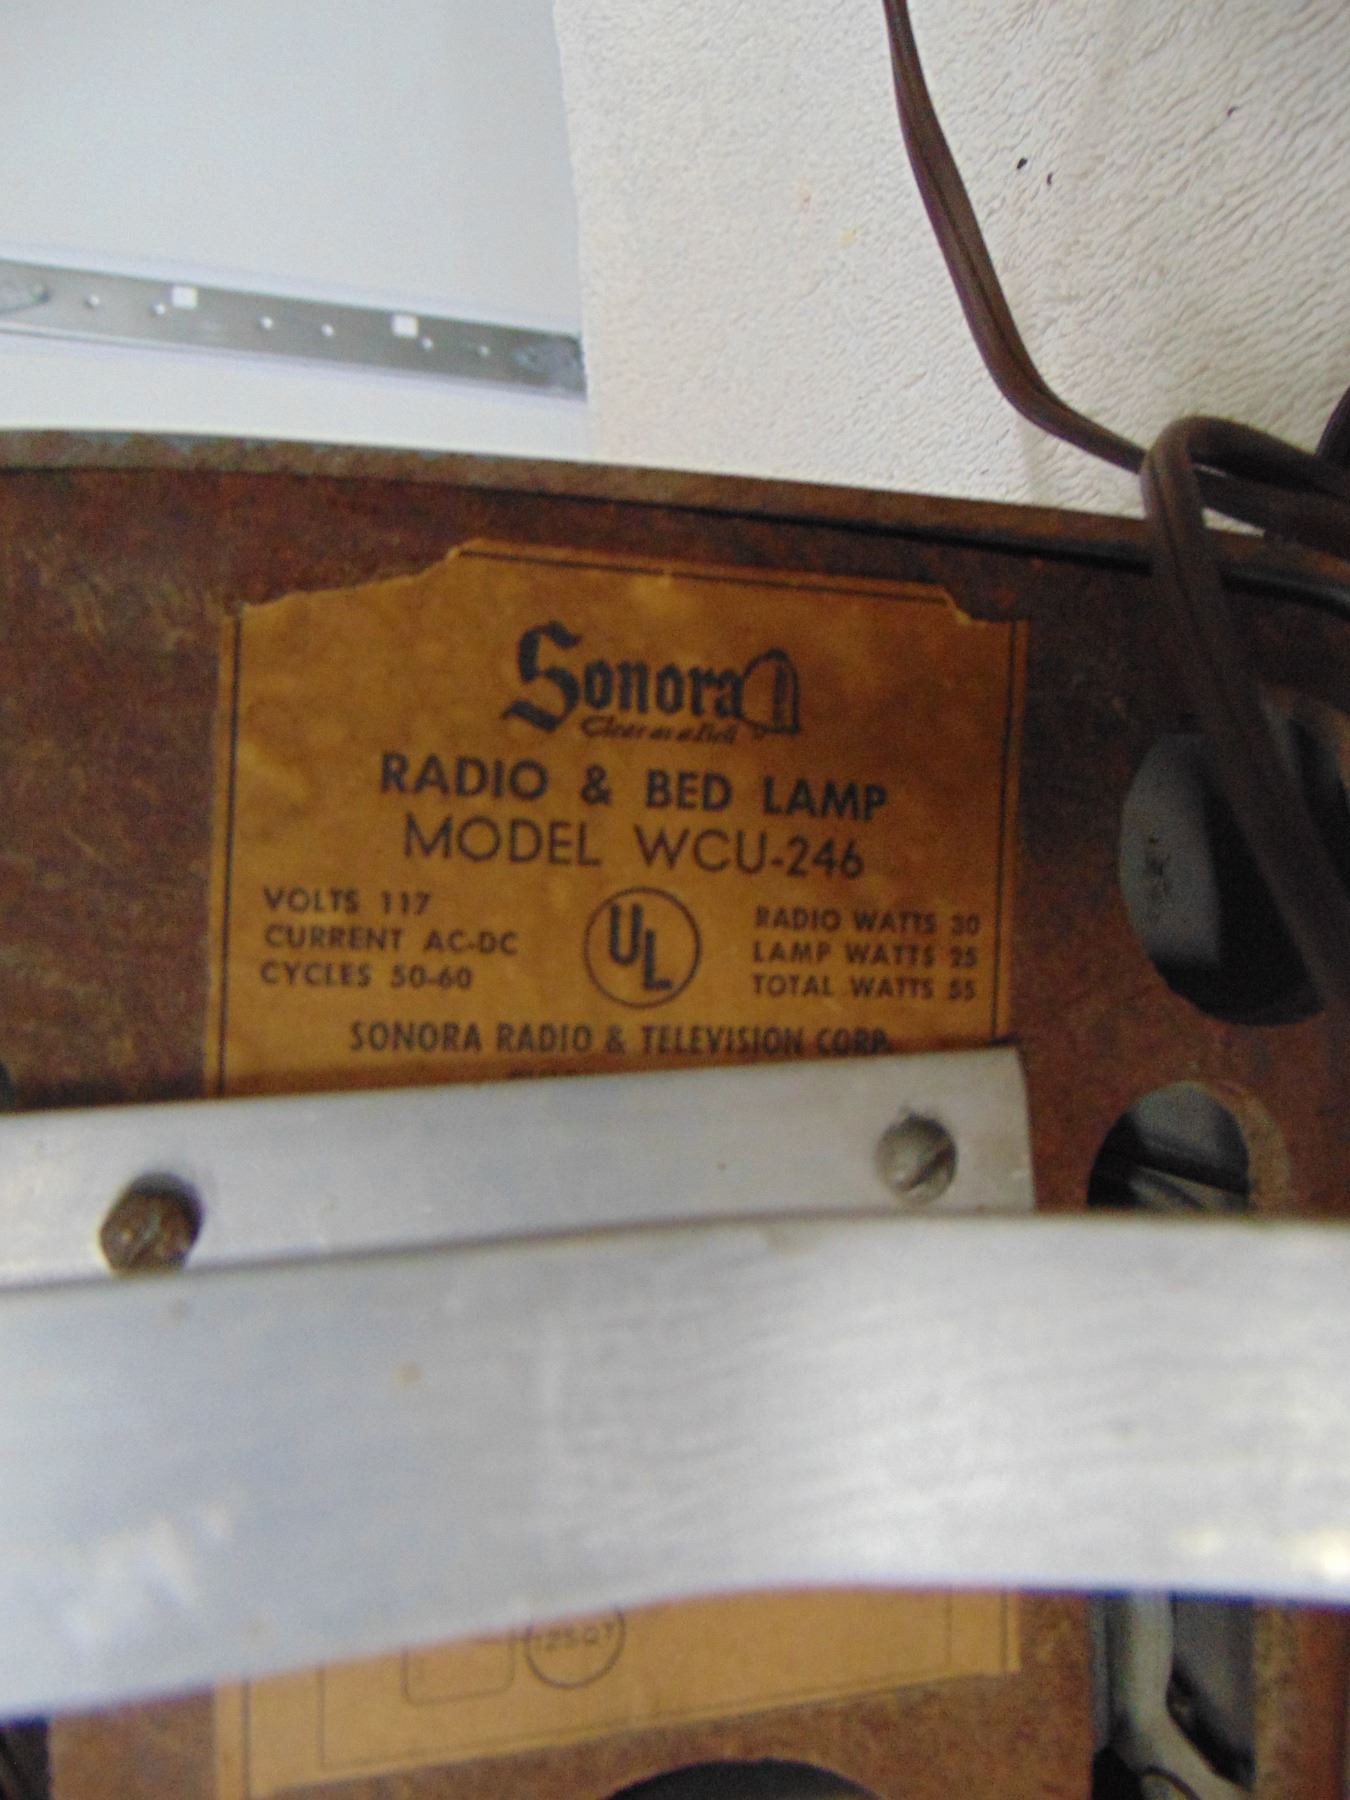 Sonora
Clear as a Bell
RADIO & BED LAMP
MODEL WCU-246
VOLTS 117
CURRENT AC-DC
CYCLES 50-60
UL
RADIO WATTS 30
LAMP WATTS 25
TOTAL WATTS 55
SONORA RADIO & TELEVISION CORP.
12SQ7